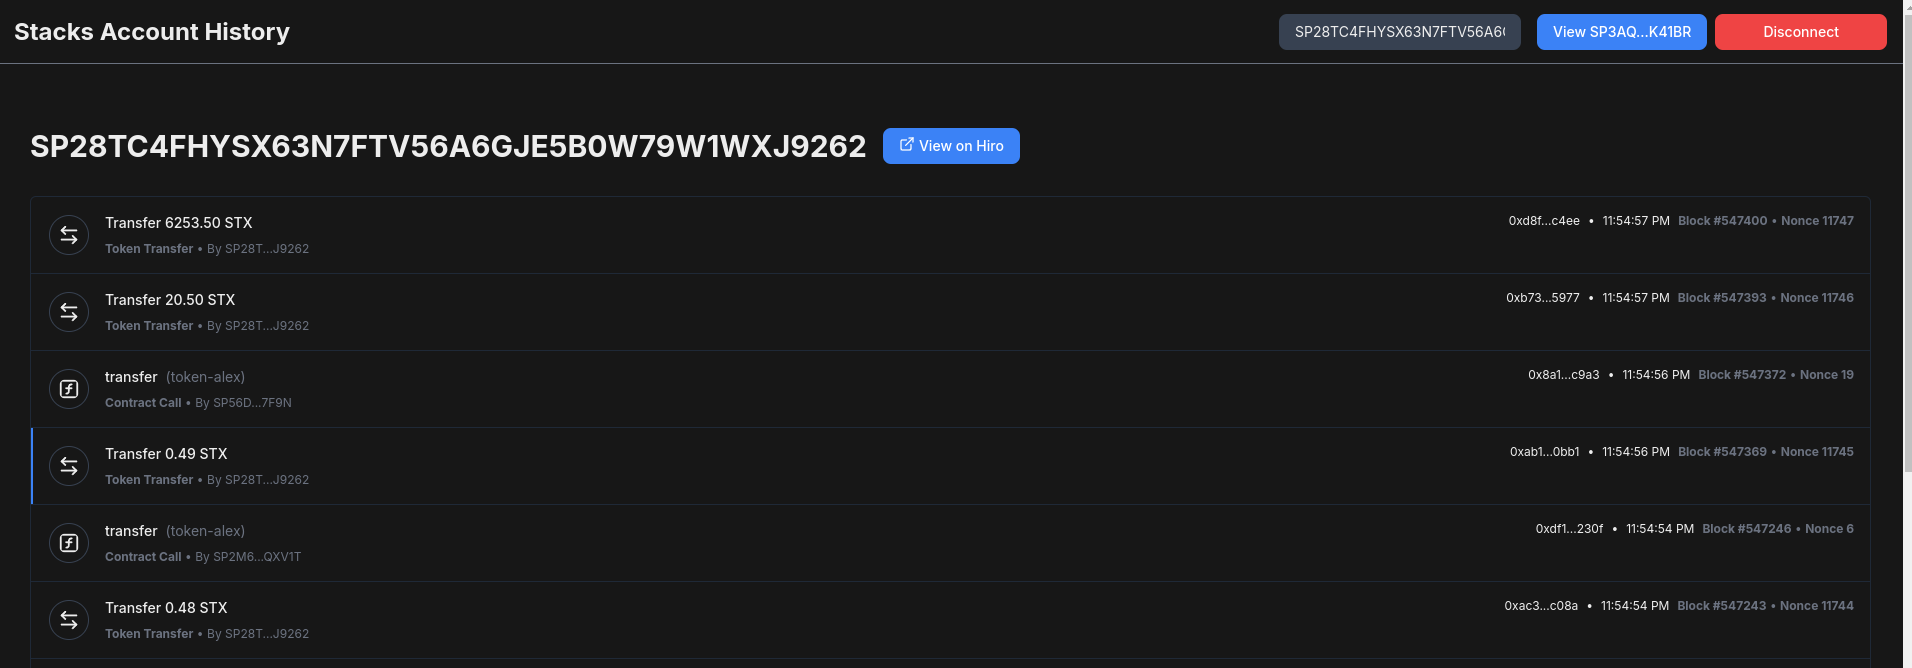 Stacks Account History
SP28TC4FHYSX63N7FTV56A6(
View SP3AQ...K41BR
Disconnect
SP28TC4FHYSX63N7FTV56A6GJE5B0W79W1WXJ9262
View on Hiro
Transfer 6253.50 STX
0xd8f...c4ee • 11:54:57 PM Block #547400 • Nonce 11747
Token Transfer • By SP28T...J9262
Transfer 20.50 STX
0xb73...5977 • 11:54:57 PM Block #547393 • Nonce 11746
Token Transfer • By SP28T...J9262
transfer (token-alex)
0x8a1...c9a3 • 11:54:56 PM Block #547372 • Nonce 19
Contract Call • By SP56D...7F9N
Transfer 0.49 STX
0xab1...0bb1 • 11:54:56 PM Block #547369 • Nonce 11745
Token Transfer • By SP28T...J9262
transfer (token-alex)
0xdf1...230f • 11:54:54 PM Block #547246 • Nonce 6
Contract Call • By SP2M6...QXV1T
Transfer 0.48 STX
0xac3...c08a • 11:54:54 PM Block #547243 • Nonce 11744
Token Transfer • By SP28T...J9262